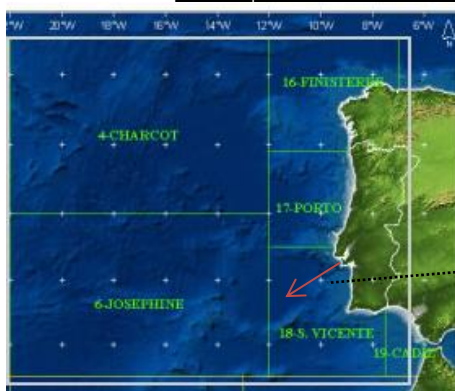 20°W 18°W 16°W 14°W 12°W 10°W 8°W 6°W
16-FINISTERRE
4-CHARCOT
17-PORTO
6-JOSEPHINE
18-S. VICENTE
19-CADIZ